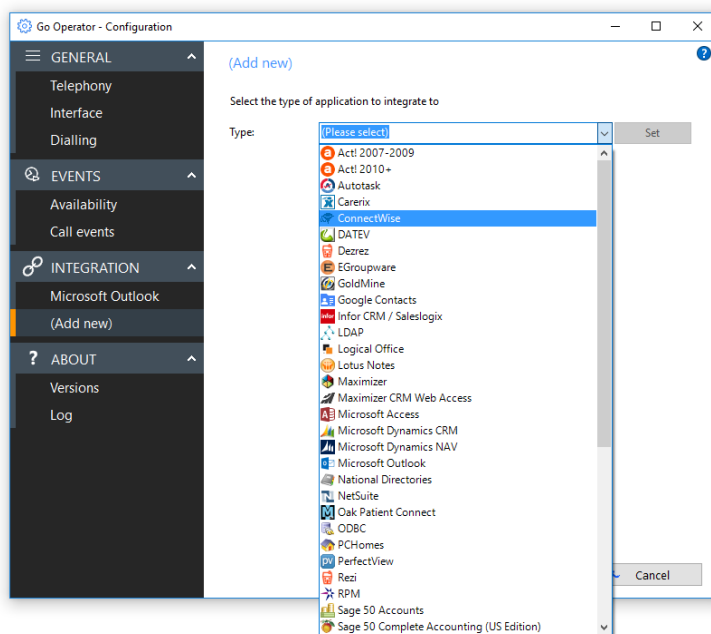 Go Operator - Configuration
GENERAL
Telephony
Interface
Dialling
EVENTS
Availability
Call events
INTEGRATION
Microsoft Outlook
(Add new)
? ABOUT
Versions
Log
?
(Add new)
Select the type of application to integrate to
Type:
(Please select)
Set
Act! 2007-2009
Act! 2010+
Autotask
Carerix
ConnectWise
DATEV
Dezrez
EGroupware
GoldMine
Google Contacts
infor Infor CRM / Saleslogix
LDAP
Logical Office
Lotus Notes
Maximizer
Maximizer CRM Web Access
Microsoft Access
Microsoft Dynamics CRM
Microsoft Dynamics NAV
Microsoft Outlook
National Directories
NetSuite
Oak Patient Connect
ODBC
PCHomes
pv PerfectView
Rezi
RPM
Sage 50 Accounts
Sage 50 Complete Accounting (US Edition)
Cancel